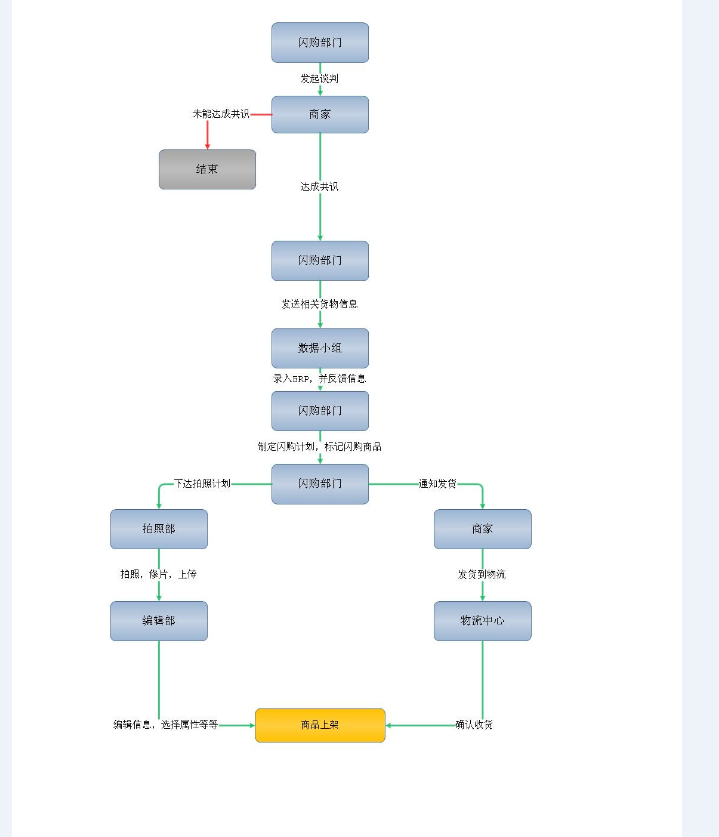 闪购部门
发起谈判
未能达成共识
商家
结束
达成共识
闪购部门
发送相关货物信息
数据小组
录入ERP，并反馈信息
闪购部门
制定闪购计划，标记闪购商品
下达拍照计划
闪购部门
通知发货
拍照部
商家
拍照，修片，上传
发货到物流
编辑部
物流中心
编辑信息，选择属性等等
商品上架
确认收货